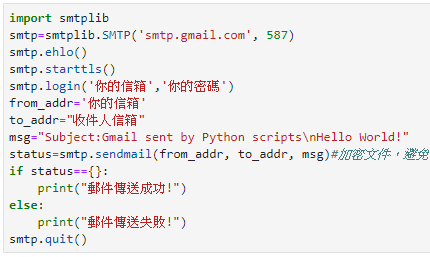 import smtplib
smtp=smtplib.SMTP('smtp.gmail.com', 587)
smtp.ehlo()
smtp.starttls()
smtp.login('你的信箱','你的密碼')
from_addr='你的信箱'
to_addr="收件人信箱"
msg="Subject:Gmail sent by Python scripts\nHello World!"
status=smtp.sendmail(from_addr, to_addr, msg)#加密文件，避免
if status=={}:
    print("郵件傳送成功!")
else:
    print("郵件傳送失敗!")
smtp.quit()